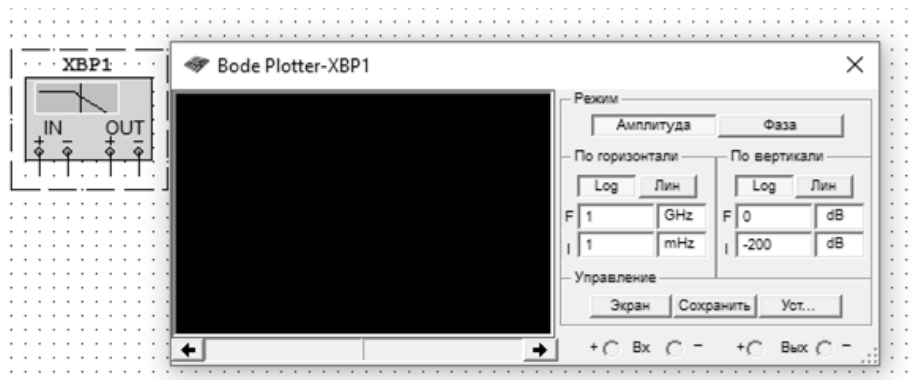 XBP1
IN OUT
+ - + -
Bode Plotter-XBP1
Режим
Амплитуда Фаза
По горизонтали
Log Лин
F 1 GHz
I 1 mHz
По вертикали
Log Лин
F 0 dB
I -200 dB
Управление
Экран Сохранить Уст...
+ Вх - + Вых -